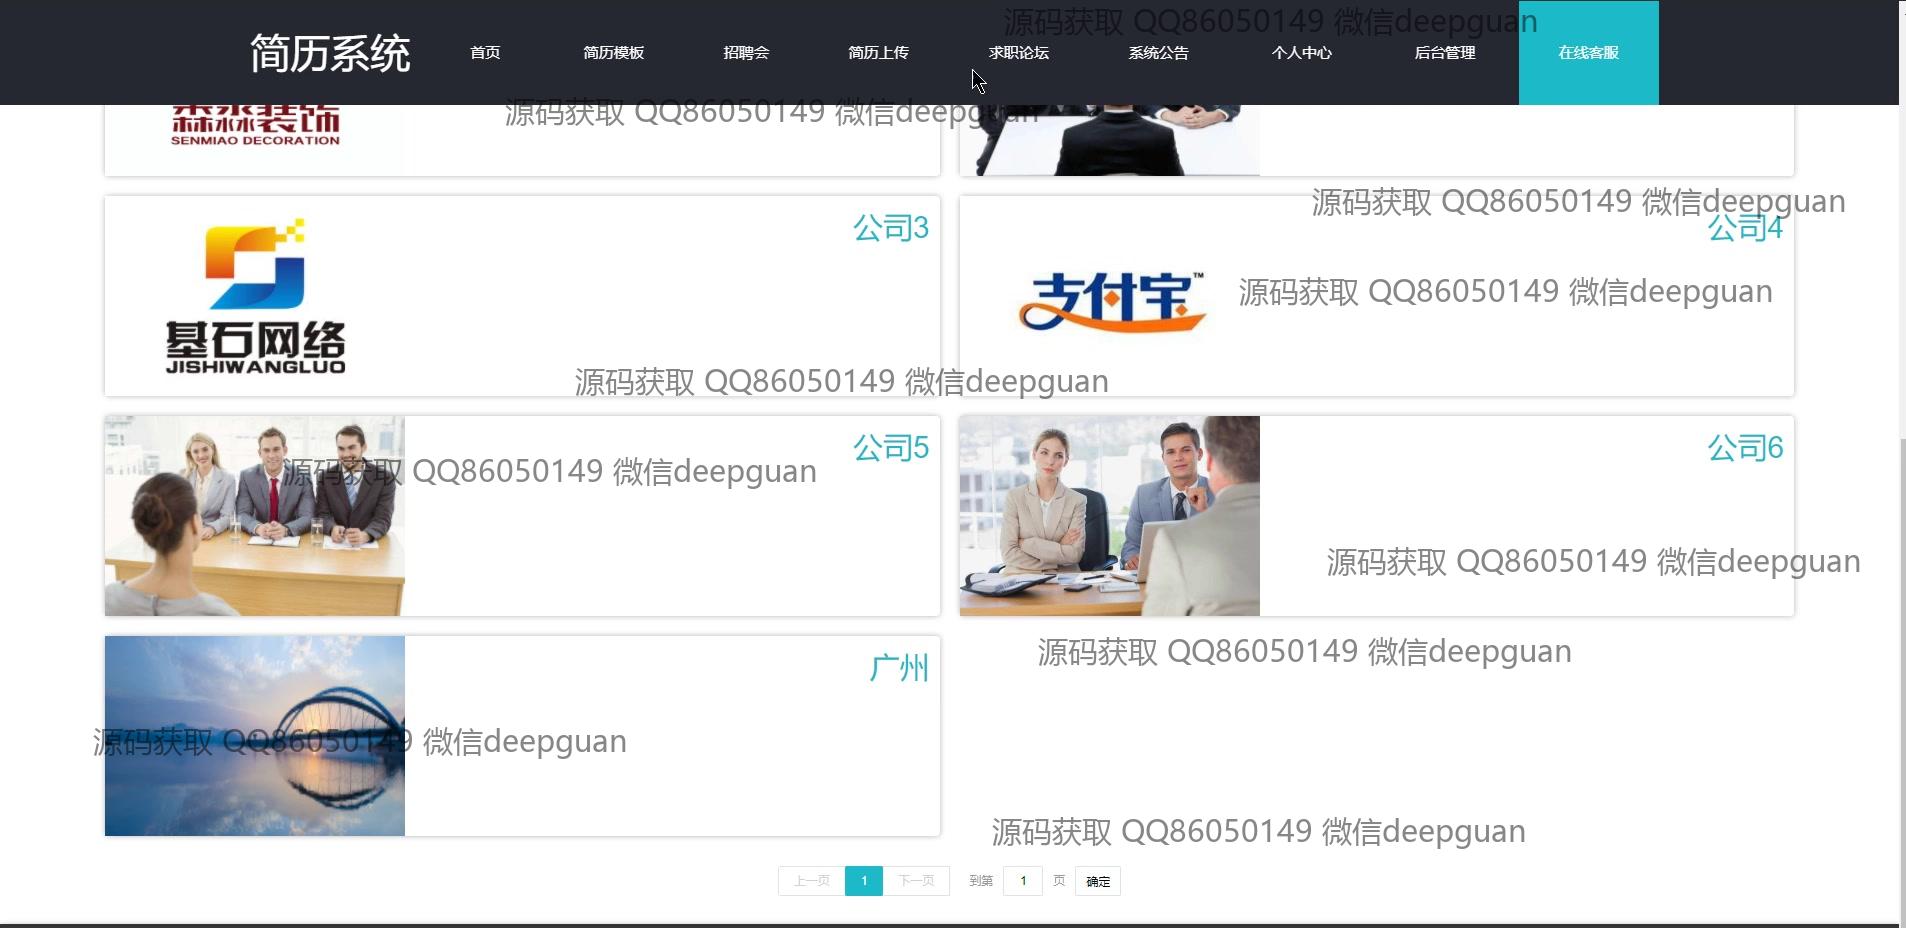 源码获取 QQ86050149 微信deepguan
简历系统 首页 简历模板 招聘会 简历上传 求职论坛 系统公告 个人中心 后台管理 在线客服
源码获取 QQ86050149 微信deepguan
森淼装饰
SENMIAO DECORATION
源码获取 QQ86050149 微信deepguan
公司3
公司4
支付宝™
源码获取 QQ86050149 微信deepguan
基石网络
JISHIWANGLUO
源码获取 QQ86050149 微信deepguan
公司5
公司6
源码获取 QQ86050149 微信deepguan
源码获取 QQ86050149 微信deepguan
源码获取 QQ86050149 微信deepguan
广州
源码获取 QQ86050149 微信deepguan
源码获取 QQ86050149 微信deepguan
上一页 1 下一页 到第 1 页 确定